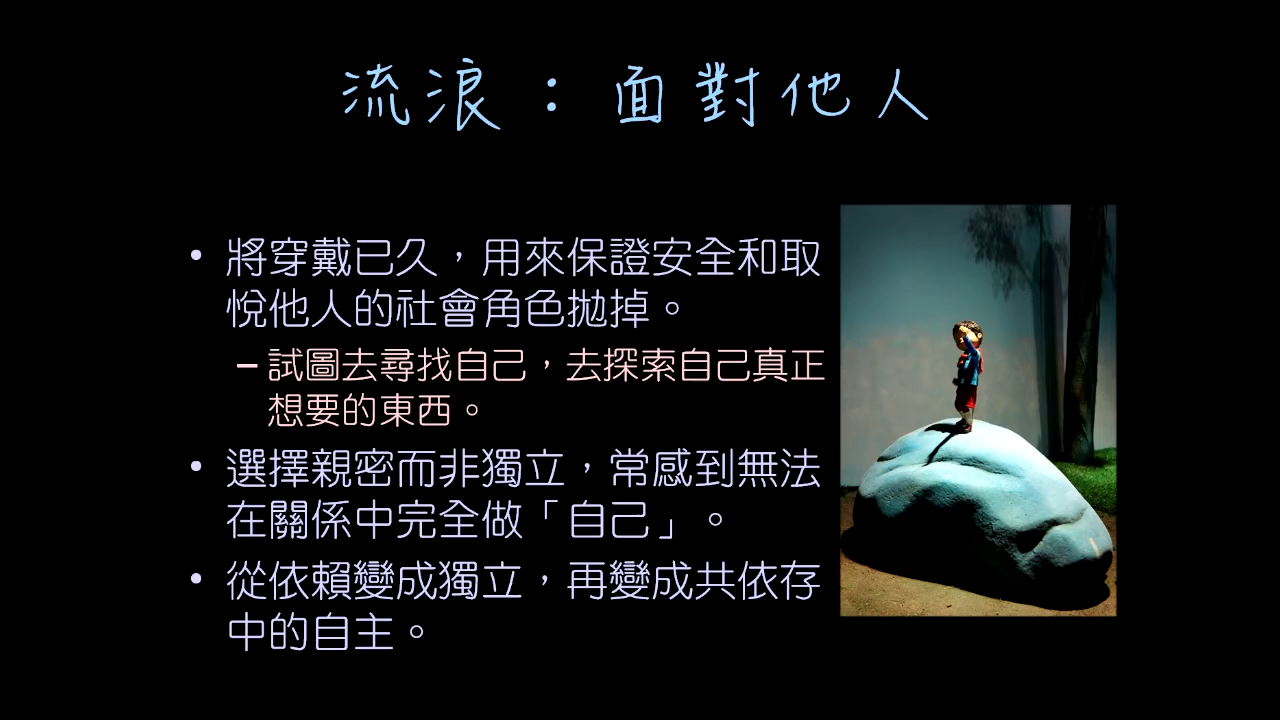 流浪：面對他人
• 將穿戴已久，用來保證安全和取
悅他人的社會角色拋掉。
– 試圖去尋找自己，去探索自己真正
想要的東西。
• 選擇親密而非獨立，常感到無法
在關係中完全做「自己」。
• 從依賴變成獨立，再變成共依存
中的自主。